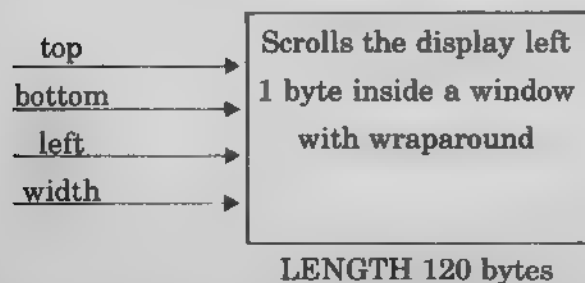 top
bottom
left
width
Scrolls the display left
1 byte inside a window
with wraparound
LENGTH 120 bytes